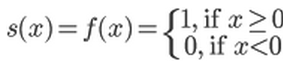 s(x)=f(x)={1, if x≥0
0, if x<0